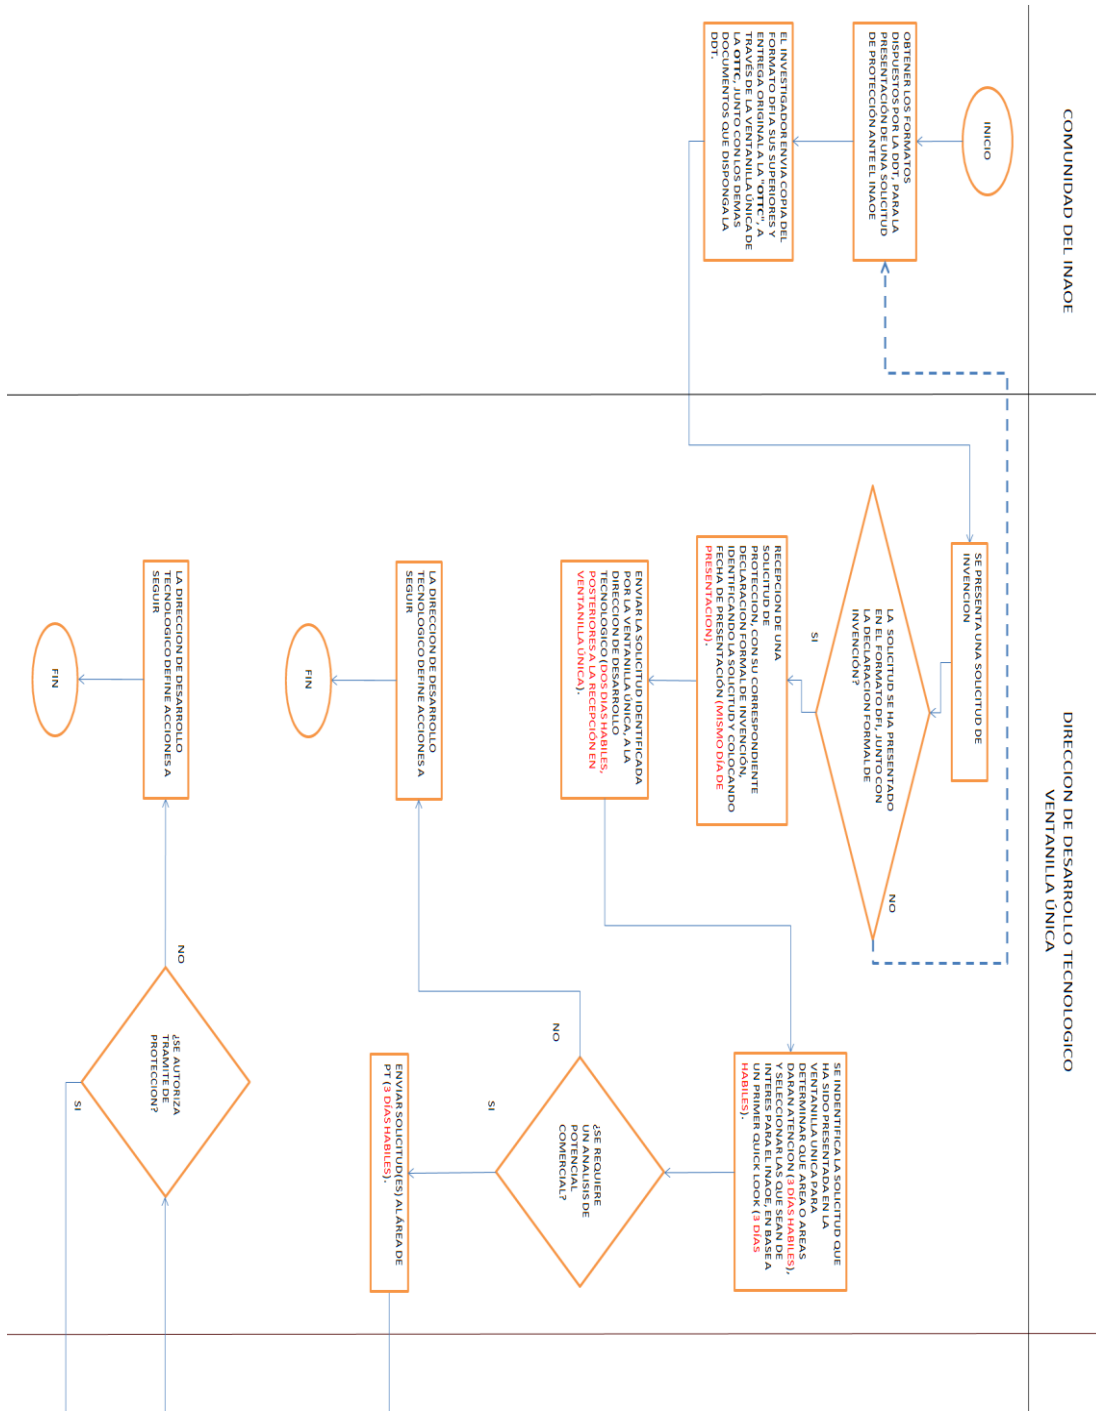 COMUNIDAD DEL INAOE
DIRECCION DE DESARROLLO TECNOLOGICO
VENTANILLA ÚNICA
INICIO
OBTENER LOS FORMATOS
DISPUESTOS POR LA DDT, PARA LA
PRESENTACIÓN DE UNA SOLICITUD
DE PROTECCIÓN ANTE EL INAOE
EL INVESTIGADOR ENVIA COPIA DEL
FORMATO DFI A SUS SUPERIORES Y
ENTREGA ORIGINAL A LA "OTTC", A
TRAVÉS DE LA VENTANILLA ÚNICA DE
LA OTTC, JUNTO CON LOS DEMAS
DOCUMENTOS QUE DISPONGA LA
DDT.
SE PRESENTA UNA SOLICITUD DE
INVENCION
LA SOLICITUD SE HA PRESENTADO
EN EL FORMATO DFI, JUNTO CON
LA DECLARACION FORMAL DE
INVENCIÓN?
NO
SI
RECEPCION DE UNA
SOLICITUD DE
PROTECCION, CON SU CORRESPONDIENTE
DECLARACION FORMAL DE INVENCIÓN,
IDENTIFICANDO LA SOLICITUD Y COLOCANDO
FECHA DE PRESENTACIÓN (MISMO DÍA DE
PRESENTACION).
ENVIAR LA SOLICITUD IDENTIFICADA
POR LA VENTANILLA ÚNICA, A LA
DIRECCION DE DESARROLLO
TECNOLOGICO (DOS DIAS HABILES,
POSTERIORES A LA RECEPCIÓN EN
VENTANILLA ÚNICA).
SE INDENTIFICA LA SOLICITUD QUE
HA SIDO PRESENTADA EN LA
VENTANILLA UNICA PARA
DETERMINAR QUE AREA O AREAS
DARAN ATENCION (3 DÍAS HABILES),
Y SELECCIONAR LAS QUE SEAN DE
INTERES PARA EL INAOE, EN BASE A
UN PRIMER QUICK LOOK (3 DÍAS
HABILES).
¿SE REQUIERE
UN ANALISIS DE
POTENCIAL
COMERCIAL?
NO
SI
LA DIRECCION DE DESARROLLO
TECNOLOGICO DEFINE ACCIONES A
SEGUIR
FIN
ENVIAR SOLICITUD(ES) AL ÁREA DE
PT (3 DÍAS HABILES).
¿SE AUTORIZA
TRAMITE DE
PROTECCION?
NO
SI
LA DIRECCION DE DESARROLLO
TECNOLOGICO DEFINE ACCIONES A
SEGUIR
FIN